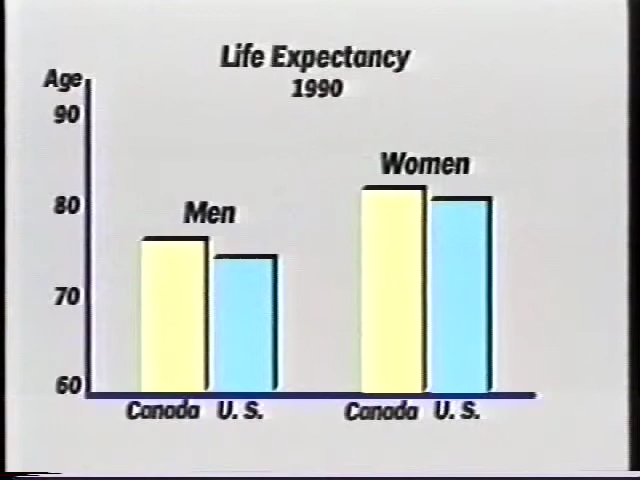 Life Expectancy
1990
Age
90
80
70
60
Men
Women
Canada U. S.
Canada U. S.